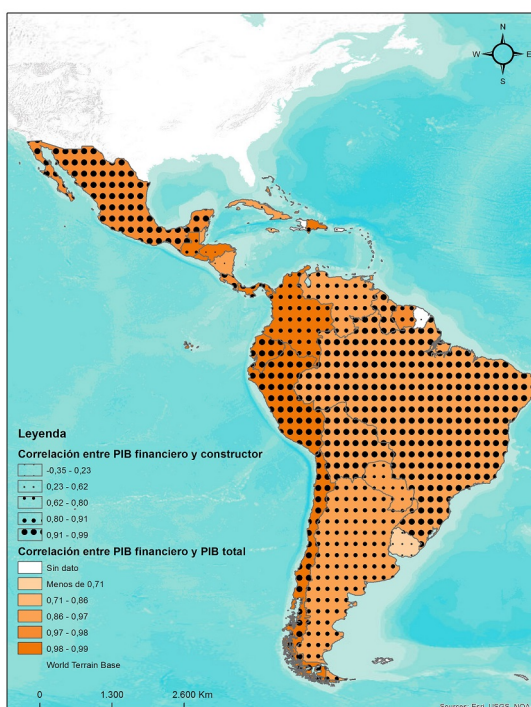 N
W E
S
Leyenda
Correlación entre PIB financiero y constructor
-0,35 - 0,23
0,23 - 0,62
0,62 - 0,80
0,80 - 0,91
0,91 - 0,99
Correlación entre PIB financiero y PIB total
Sin dato
Menos de 0,71
0,71 - 0,86
0,86 - 0,97
0,97 - 0,98
0,98 - 0,99
World Terrain Base
0 1.300 2.600 Km
Sources: Esri, USGS, NOAA